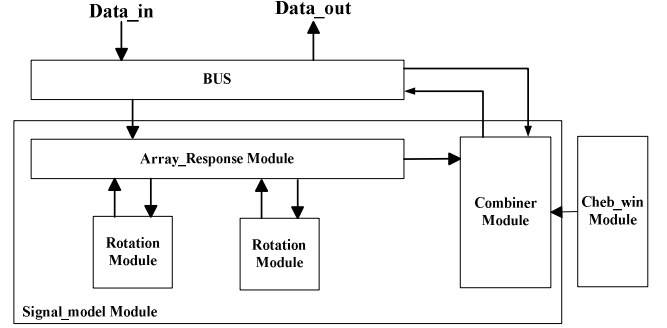 Data_in
Data_out
BUS
Array_Response Module
Combiner
Module
Cheb_win
Module
Rotation
Module
Rotation
Module
Signal_model Module